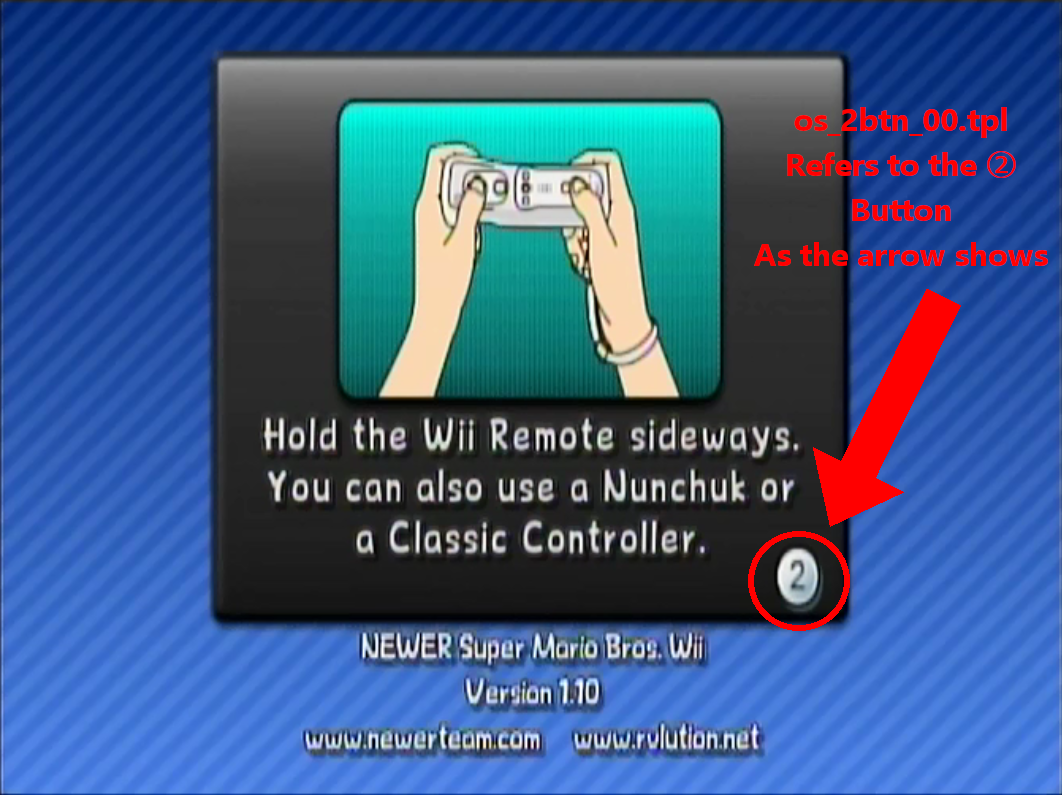 os_2btn_00.tpl
Refers to the ②
Button
As the arrow shows
Hold the Wii Remote sideways.
You can also use a Nunchuk or
a Classic Controller.
2
NEWER Super Mario Bros. Wii
Version 1.10
www.newerteam.com www.rvlution.net